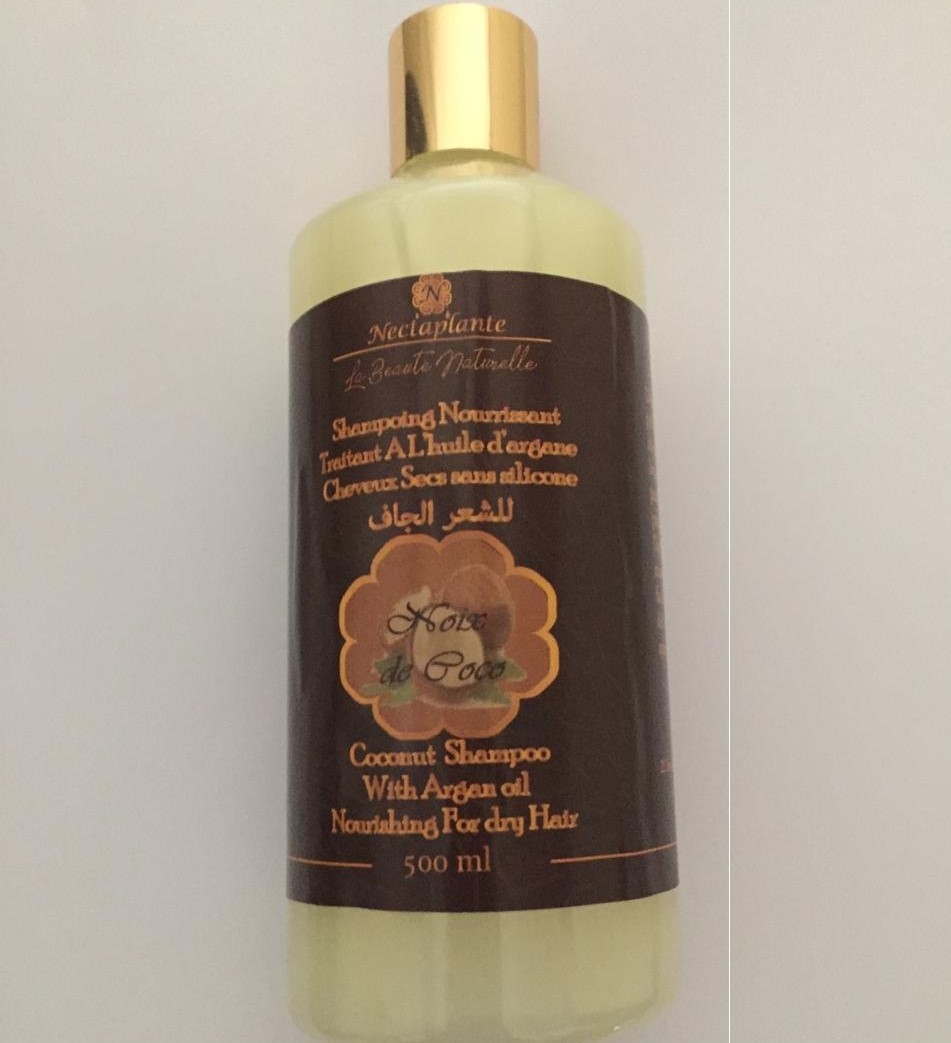 N
Nectaplante
La Beauté Naturelle
Shampoing Nourrissant
Traitant A L'huile d'argane
Cheveux Secs sans silicone
للشعر الجاف
Noix
de Coco
Coconut Shampoo
With Argan oil
Nourishing For dry Hair
500 ml